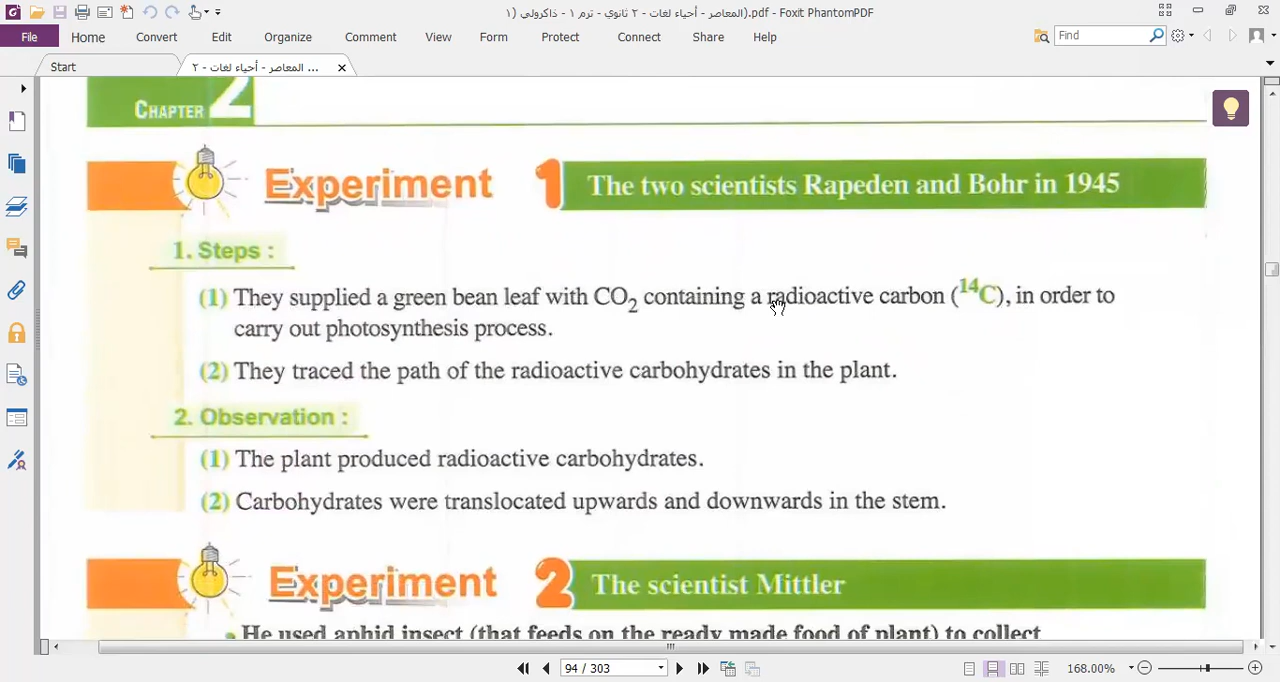 (المعاصر - أحياء لغات - ٢ ثانوي - ترم ١ - ذاكرولي (١.pdf - Foxit PhantomPDF
File Home Convert Edit Organize Comment View Form Protect Connect Share Help Find
Start المعاصر - أحياء لغات - ٢ ...
CHAPTER 2
Experiment 1 The two scientists Rapeden and Bohr in 1945
1. Steps :
(1) They supplied a green bean leaf with CO2 containing a radioactive carbon (14C), in order to
carry out photosynthesis process.
(2) They traced the path of the radioactive carbohydrates in the plant.
2. Observation :
(1) The plant produced radioactive carbohydrates.
(2) Carbohydrates were translocated upwards and downwards in the stem.
Experiment 2 The scientist Mittler
• He used aphid insect (that feeds on the ready made food of plant) to collect
94 / 303 168.00%